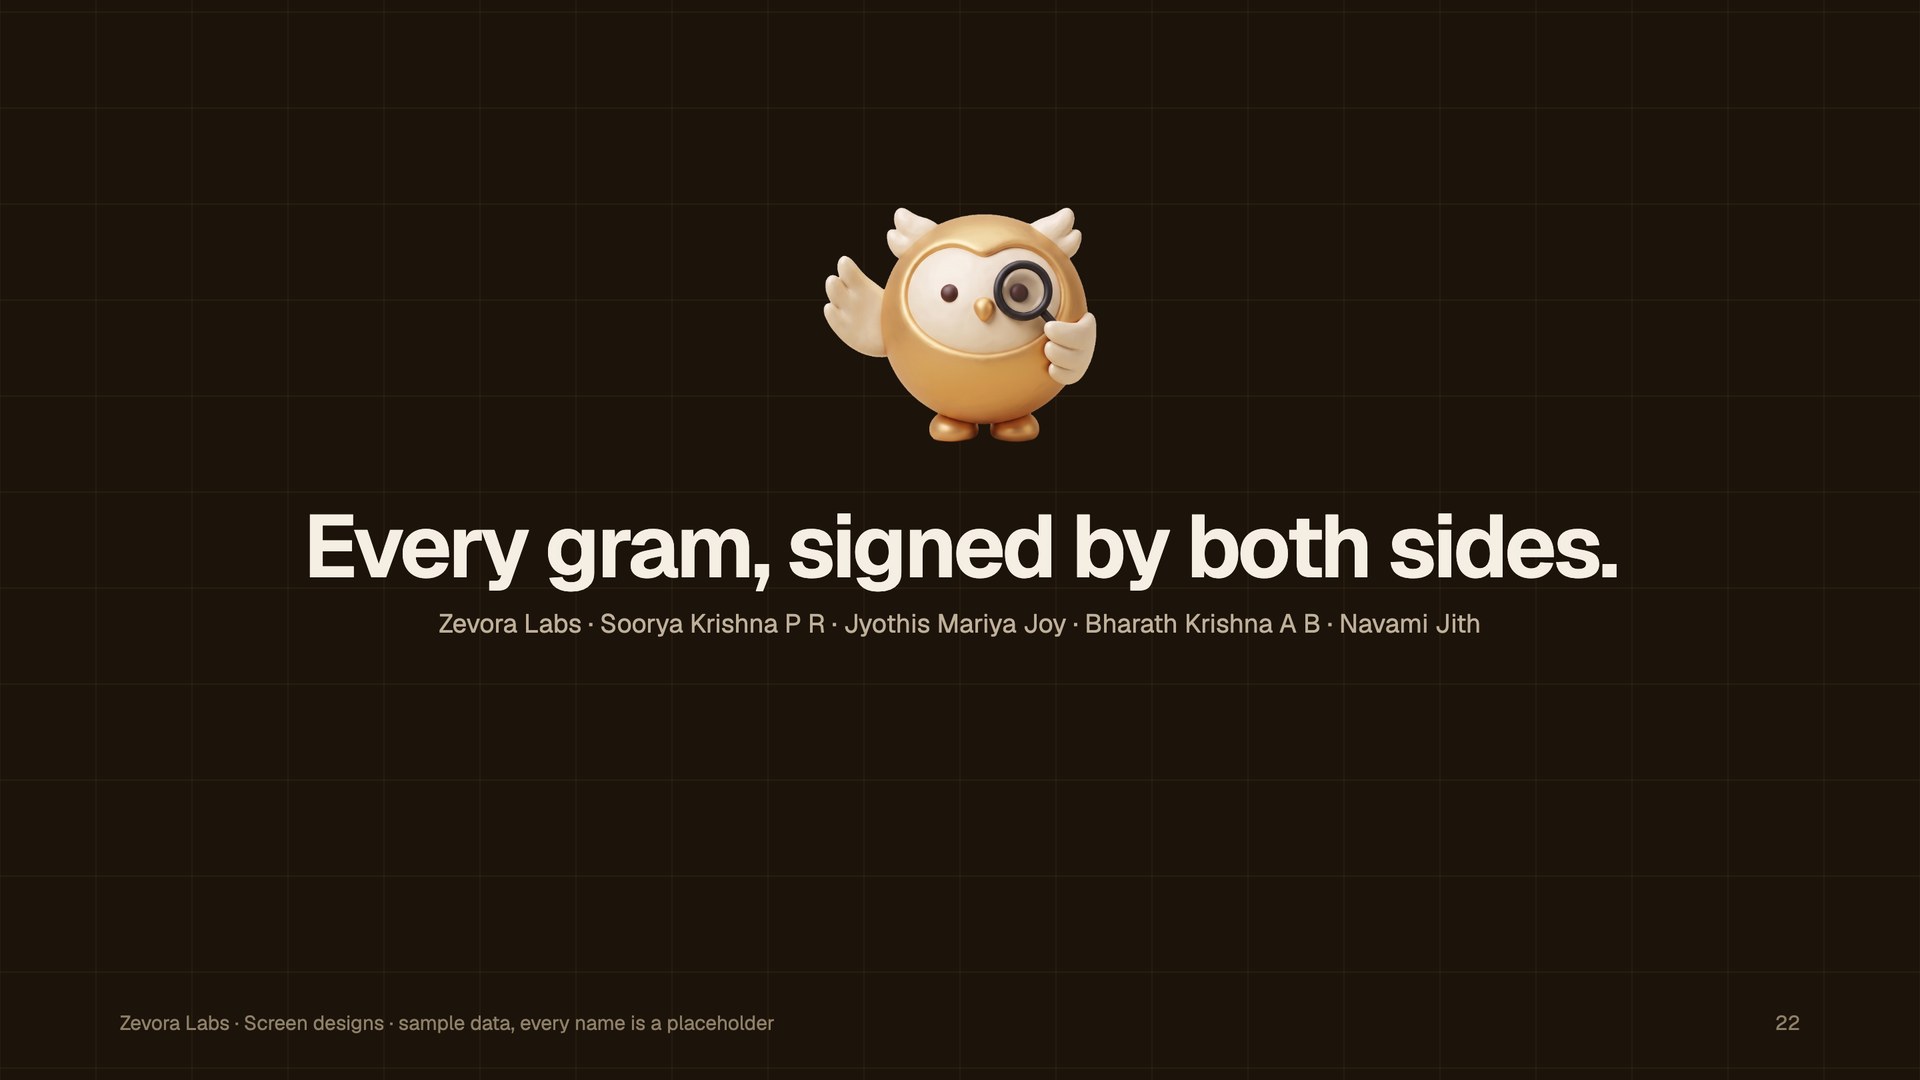 Every gram, signed by both sides.
Zevora Labs · Soorya Krishna P R · Jyothis Mariya Joy · Bharath Krishna A B · Navami Jith
Zevora Labs · Screen designs · sample data, every name is a placeholder
22